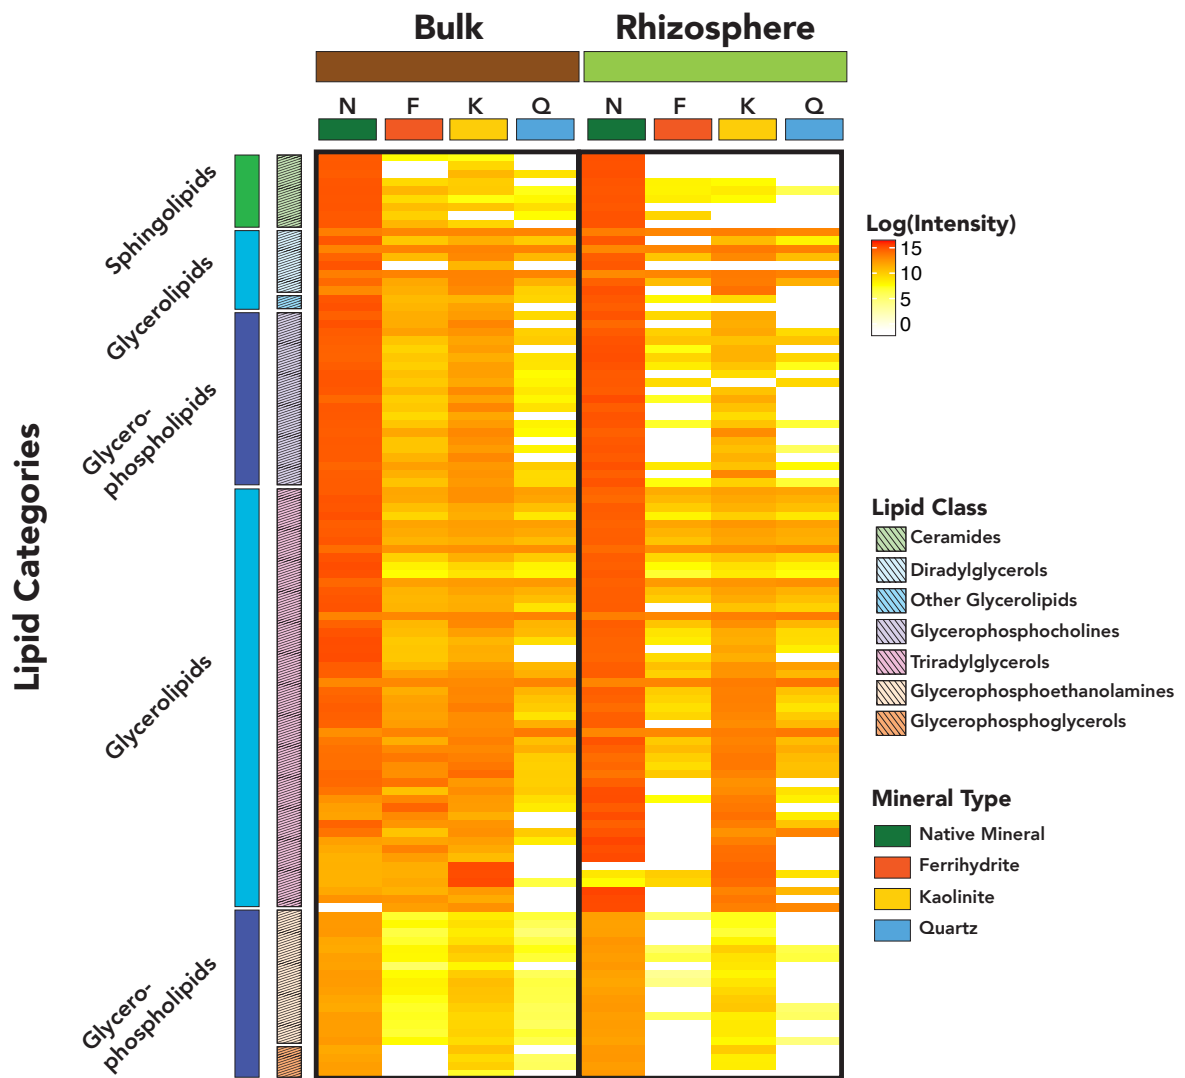 Bulk
Rhizosphere
N F K Q N F K Q
Lipid Categories
Sphingolipids
Glycerolipids
Glycero-
phospholipids
Glycerolipids
Glycero-
phospholipids
Log(Intensity)
15
10
5
0
Lipid Class
Ceramides
Diradylglycerols
Other Glycerolipids
Glycerophosphocholines
Triradylglycerols
Glycerophosphoethanolamines
Glycerophosphoglycerols
Mineral Type
Native Mineral
Ferrihydrite
Kaolinite
Quartz